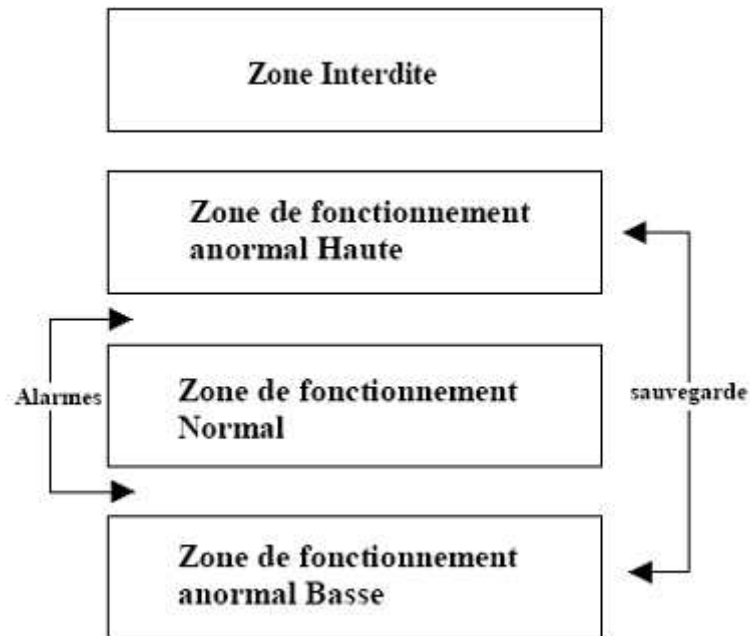 Zone Interdite
Zone de fonctionnement
anormal Haute
Alarmes
Zone de fonctionnement
Normal
sauvegarde
Zone de fonctionnement
anormal Basse